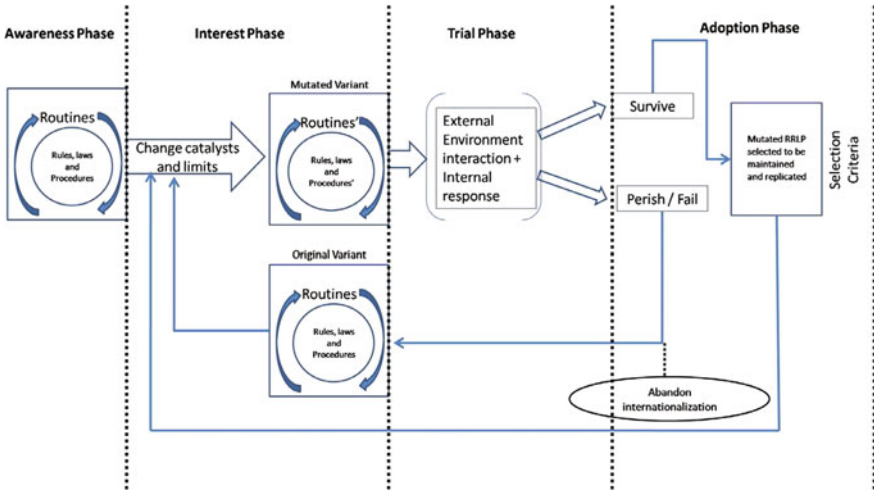 Awareness Phase
Interest Phase
Trial Phase
Adoption Phase
Routines
Rules, laws
and
Procedures
Change catalysts
and limits
Mutated Variant
Routines'
Rules, laws
and
Procedures'
External
Environment
interaction +
Internal
response
Survive
Perish / Fail
Mutated RRLP
selected to be
maintained
and replicated
Selection
Criteria
Original Variant
Routines
Rules, laws
and
Procedures
Abandon
internationalization